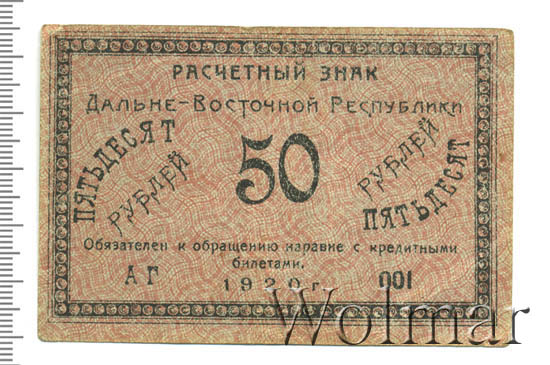 РАСЧЕТНЫЙ ЗНАК
Дальне-Восточной Республики
ПЯТЬДЕСЯТ РУБЛЕЙ
50
РУБЛЕЙ ПЯТЬДЕСЯТ
Обязателен к обращению наравне с кредитными
билетами.
АГ 1920 г. 001
Wolmar